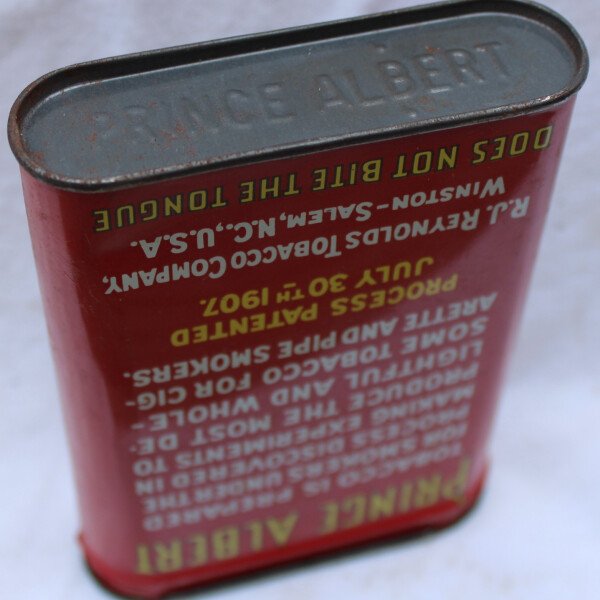 PRINCE ALBERT
PRINCE ALBERT
TOBACCO IS PREPARED
FOR SMOKERS UNDER THE
PROCESS DISCOVERED IN
MAKING EXPERIMENTS TO
PRODUCE THE MOST DE-
LIGHTFUL AND WHOLE-
SOME TOBACCO FOR CIG-
ARETTE AND PIPE SMOKERS.
PROCESS PATENTED
JULY 30TH 1907.
R.J. REYNOLDS TOBACCO COMPANY,
WINSTON-SALEM, N.C., U.S.A.
DOES NOT BITE THE TONGUE